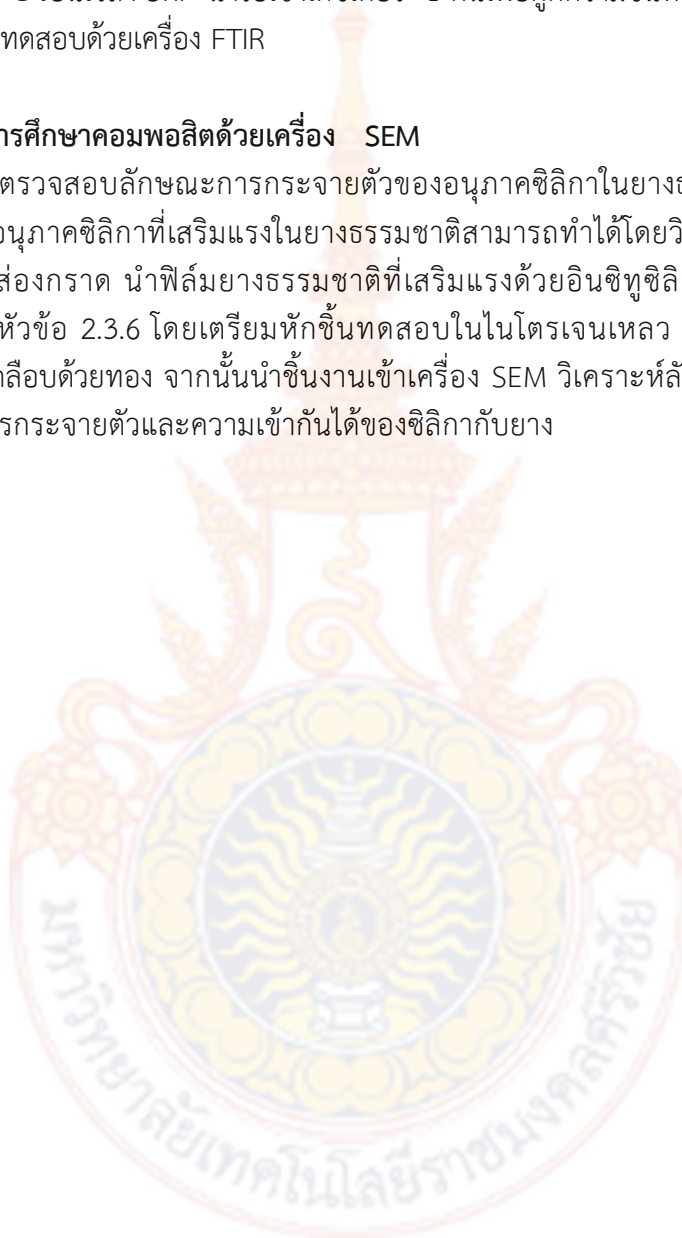 ทดสอบด้วยเครื่อง FTIR
ารศึกษาคอมพอสิตด้วยเครื่อง SEM
ตรวจสอบลักษณะการกระจายตัวของอนุภาคซิลิกาในยางธ
อนุภาคซิลิกาที่เสริมแรงในยางธรรมชาติสามารถทำได้โดยวิ
ส่องกราด นำฟิล์มยางธรรมชาติที่เสริมแรงด้วยอินซิทูซิลิ
หัวข้อ 2.3.6 โดยเตรียมหักชิ้นทดสอบในไนโตรเจนเหลว
คลือบด้วยทอง จากนั้นนำชิ้นงานเข้าเครื่อง SEM วิเคราะห์ลั
รกระจายตัวและความเข้ากันได้ของซิลิกากับยาง
มหาวิทยาลัยเทคโนโลยีราชมงคลศรีวิชัย